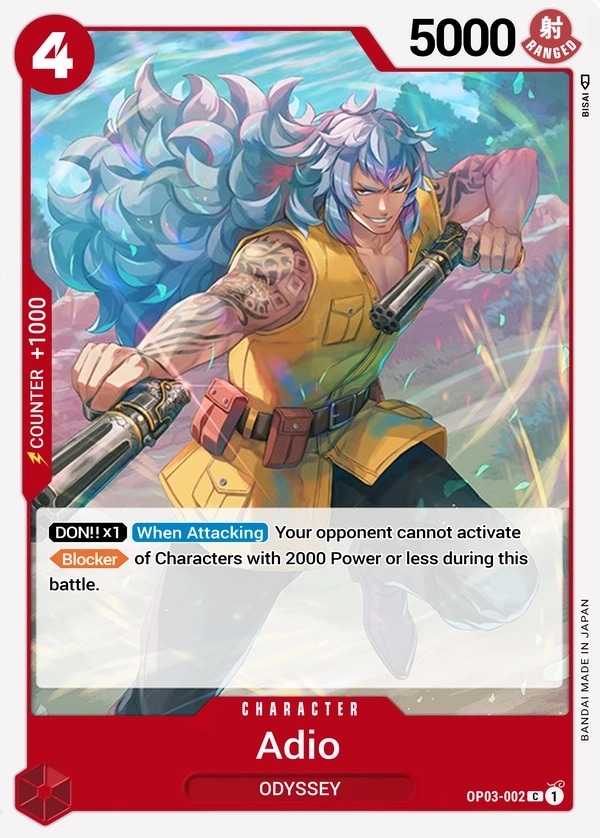 4
5000
射
RANGED
BISAI
COUNTER +1000
DON!! x1 When Attacking Your opponent cannot activate
Blocker of Characters with 2000 Power or less during this
battle.
BANDAI MADE IN JAPAN
CHARACTER
Adio
ODYSSEY
OP03-002 C 1